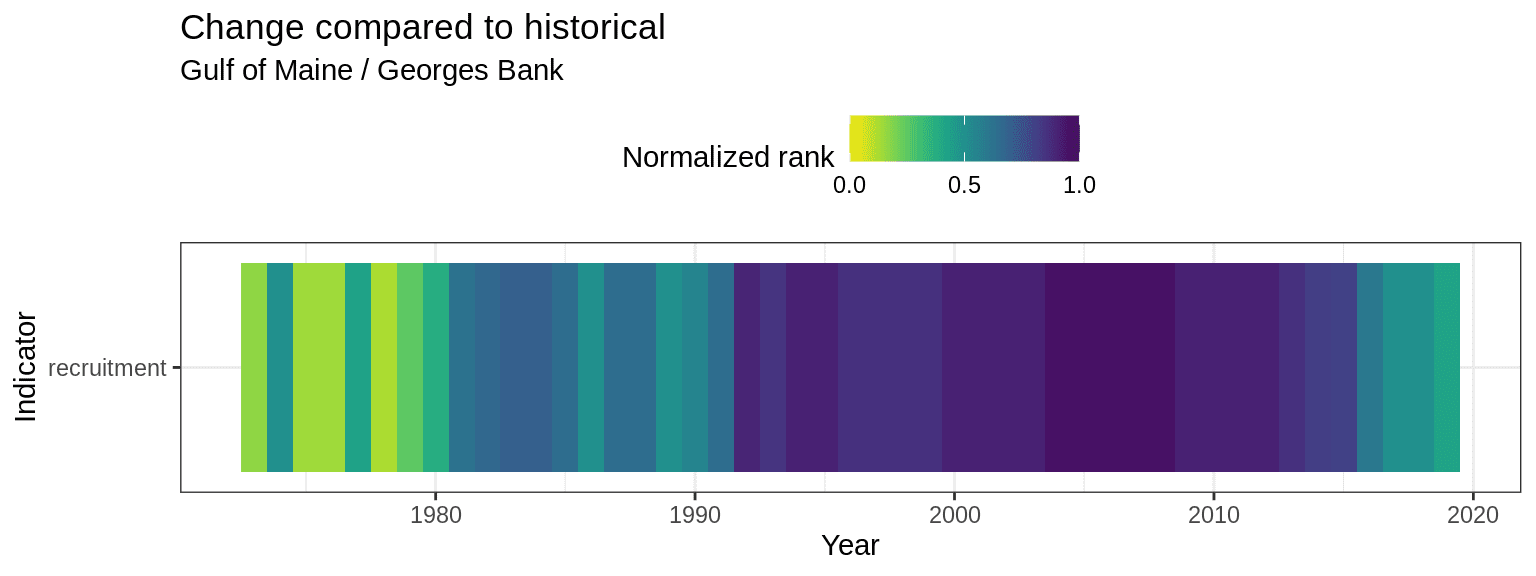 Change compared to historical
Gulf of Maine / Georges Bank
Normalized rank
0.0 0.5 1.0
Indicator
recruitment
1980 1990 2000 2010 2020
Year